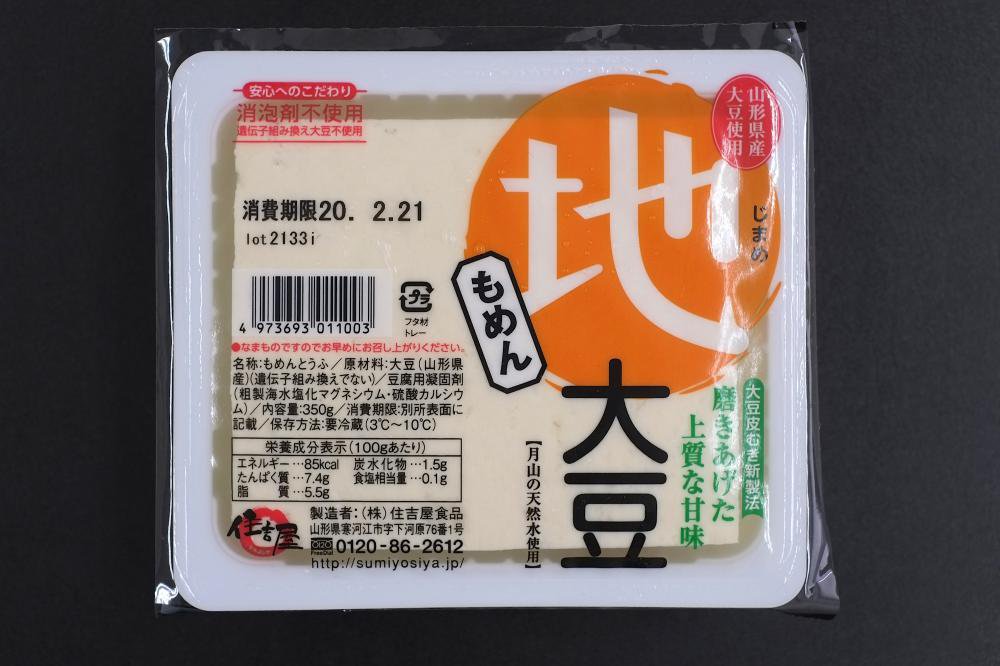 安心へのこだわり
消泡剤不使用
遺伝子組み換え大豆不使用
山形県産
大豆使用
地
じまめ
消費期限20. 2.21
lot2133i
もめん
4 973693 011003
プラ
フタ材
トレー
●なまものですのでお早めにお召し上がりください。
名称:もめんとうふ/原材料:大豆(山形県
産)(遺伝子組み換えでない)/豆腐用凝固剤
(粗製海水塩化マグネシウム・硫酸カルシウ
ム)/内容量:350g/消費期限:別所表面に
記載/保存方法:要冷蔵(3℃～10℃)
栄養成分表示(100gあたり)
エネルギー…85kcal 炭水化物…1.5g
たんぱく質…7.4g 食塩相当量…0.1g
脂 質…5.5g
大豆
大豆皮むき新製法
磨きあげた
上質な甘味
【月山の天然水使用】
住吉屋
製造者:(株)住吉屋食品
山形県寒河江市字下河原76番1号
FreeDial
0120-86-2612
http://sumiyosiya.jp/